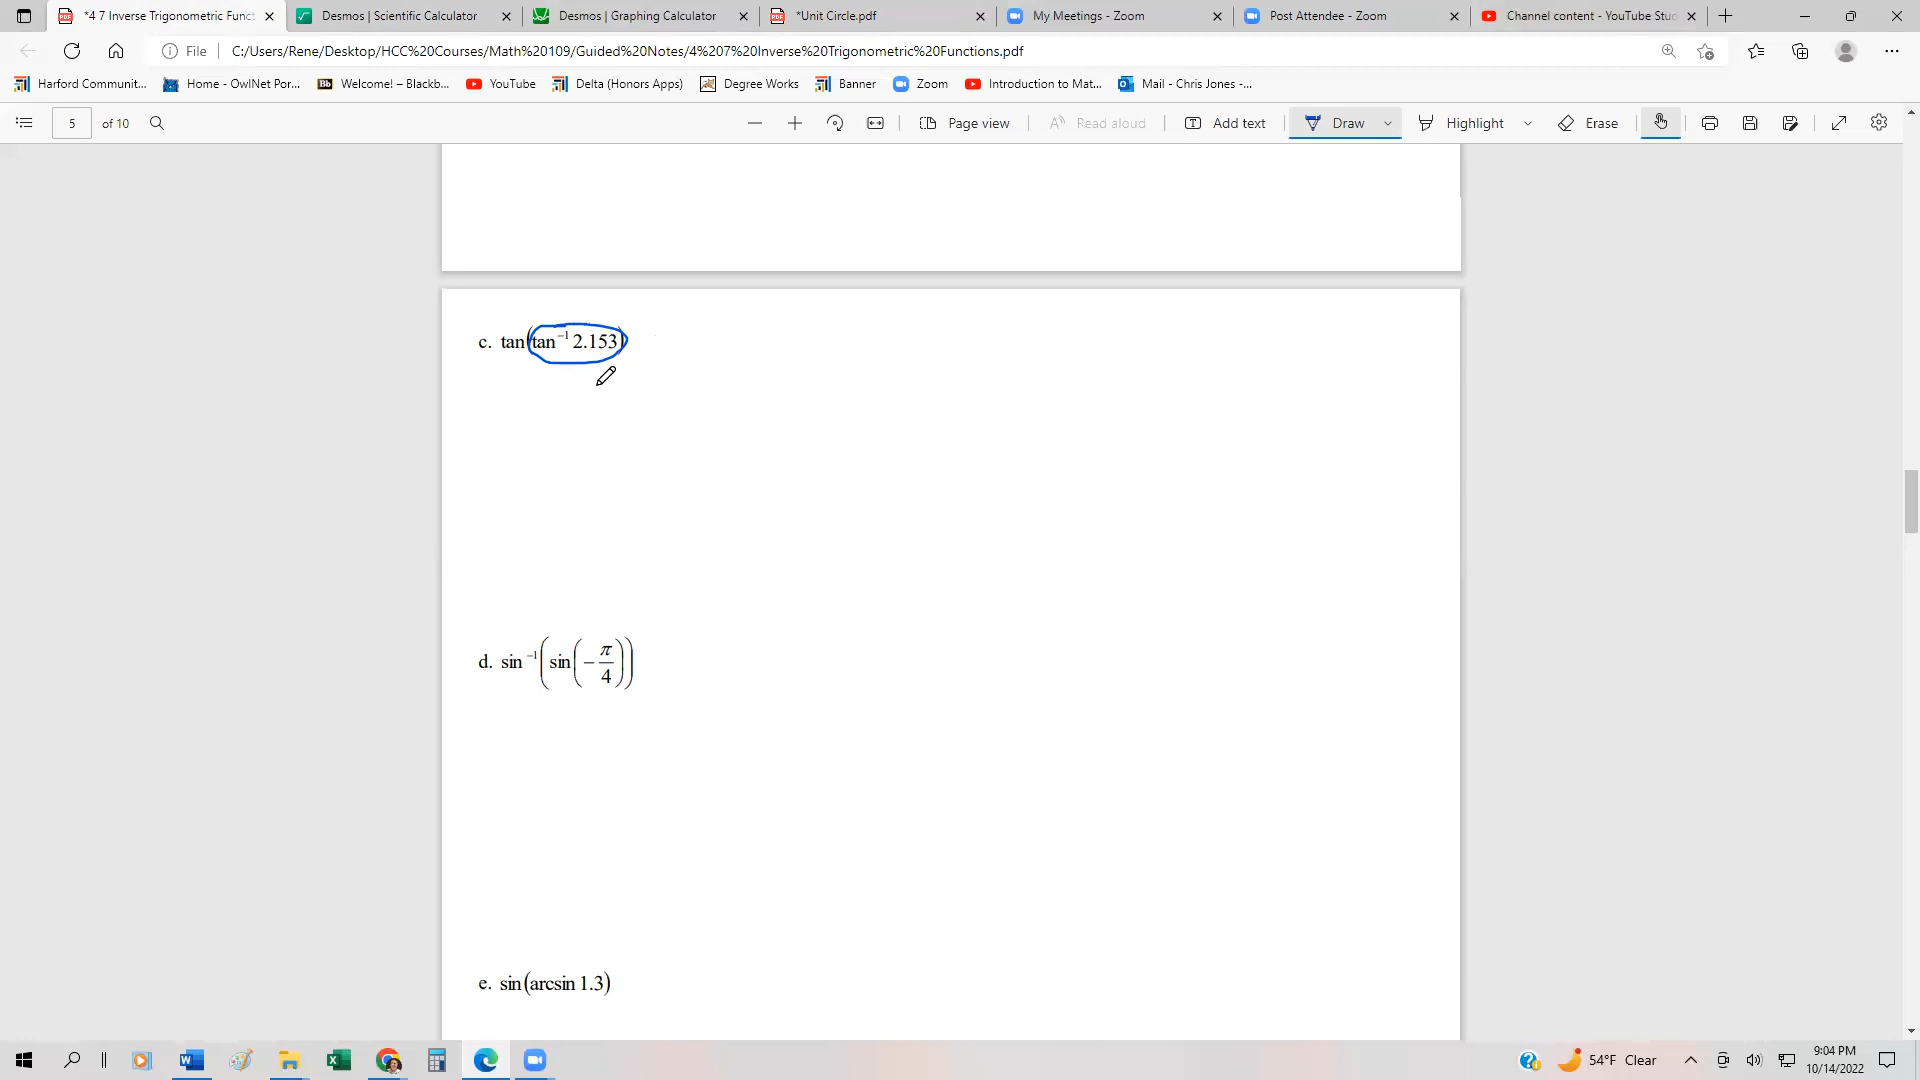 *4 7 Inverse Trigonometric Funct
Desmos | Scientific Calculator
Desmos | Graphing Calculator
*Unit Circle.pdf
My Meetings - Zoom
Post Attendee - Zoom
Channel content - YouTube Stud
File
C:/Users/Rene/Desktop/HCC%20Courses/Math%20109/Guided%20Notes/4%207%20Inverse%20Trigonometric%20Functions.pdf
Harford Communit...
Home - OwlNet Por...
Bb Welcome! – Blackb...
YouTube
Delta (Honors Apps)
Degree Works
Banner
Zoom
Introduction to Mat...
Mail - Chris Jones -...
5 of 10
Page view
Read aloud
Add text
Draw
Highlight
Erase
c. tan(tan⁻¹ 2.153)
d. sin⁻¹(sin(−π/4))
e. sin(arcsin 1.3)
54°F Clear
9:04 PM
10/14/2022